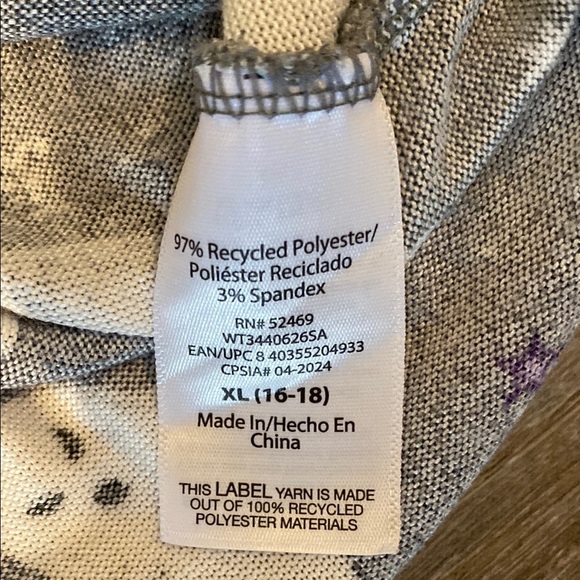 97% Recycled Polyester/
Poliéster Reciclado
3% Spandex
RN# 52469
WT3440626SA
EAN/UPC 8 40355204933
CPSIA# 04-2024
XL (16-18)
Made In/Hecho En
China
THIS LABEL YARN IS MADE
OUT OF 100% RECYCLED
POLYESTER MATERIALS